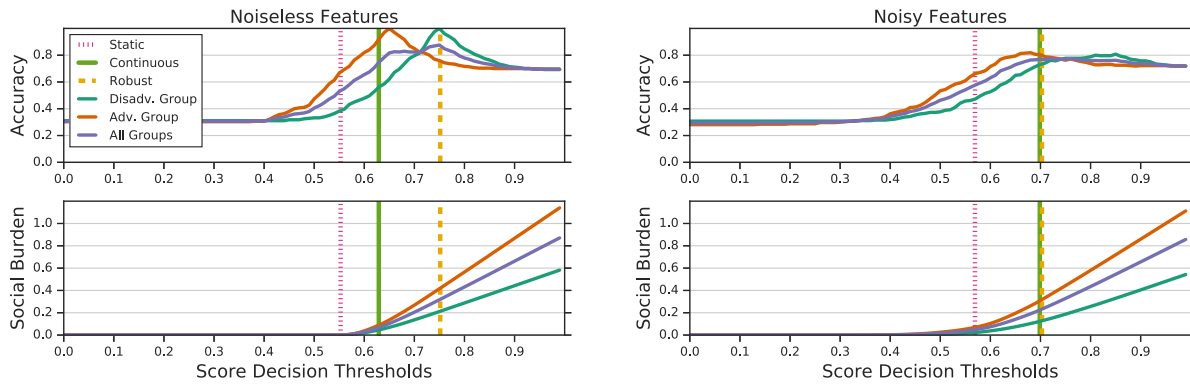 Noiseless Features
Accuracy
0.8
0.6
0.4
0.2
0.0
Static
Continuous
Robust
Disadv. Group
Adv. Group
All Groups
0.0 0.1 0.2 0.3 0.4 0.5 0.6 0.7 0.8 0.9
Social Burden
1.0
0.8
0.6
0.4
0.2
0.0
0.0 0.1 0.2 0.3 0.4 0.5 0.6 0.7 0.8 0.9
Score Decision Thresholds
Noisy Features
Accuracy
0.8
0.6
0.4
0.2
0.0
0.0 0.1 0.2 0.3 0.4 0.5 0.6 0.7 0.8 0.9
Social Burden
1.0
0.8
0.6
0.4
0.2
0.0
0.0 0.1 0.2 0.3 0.4 0.5 0.6 0.7 0.8 0.9
Score Decision Thresholds